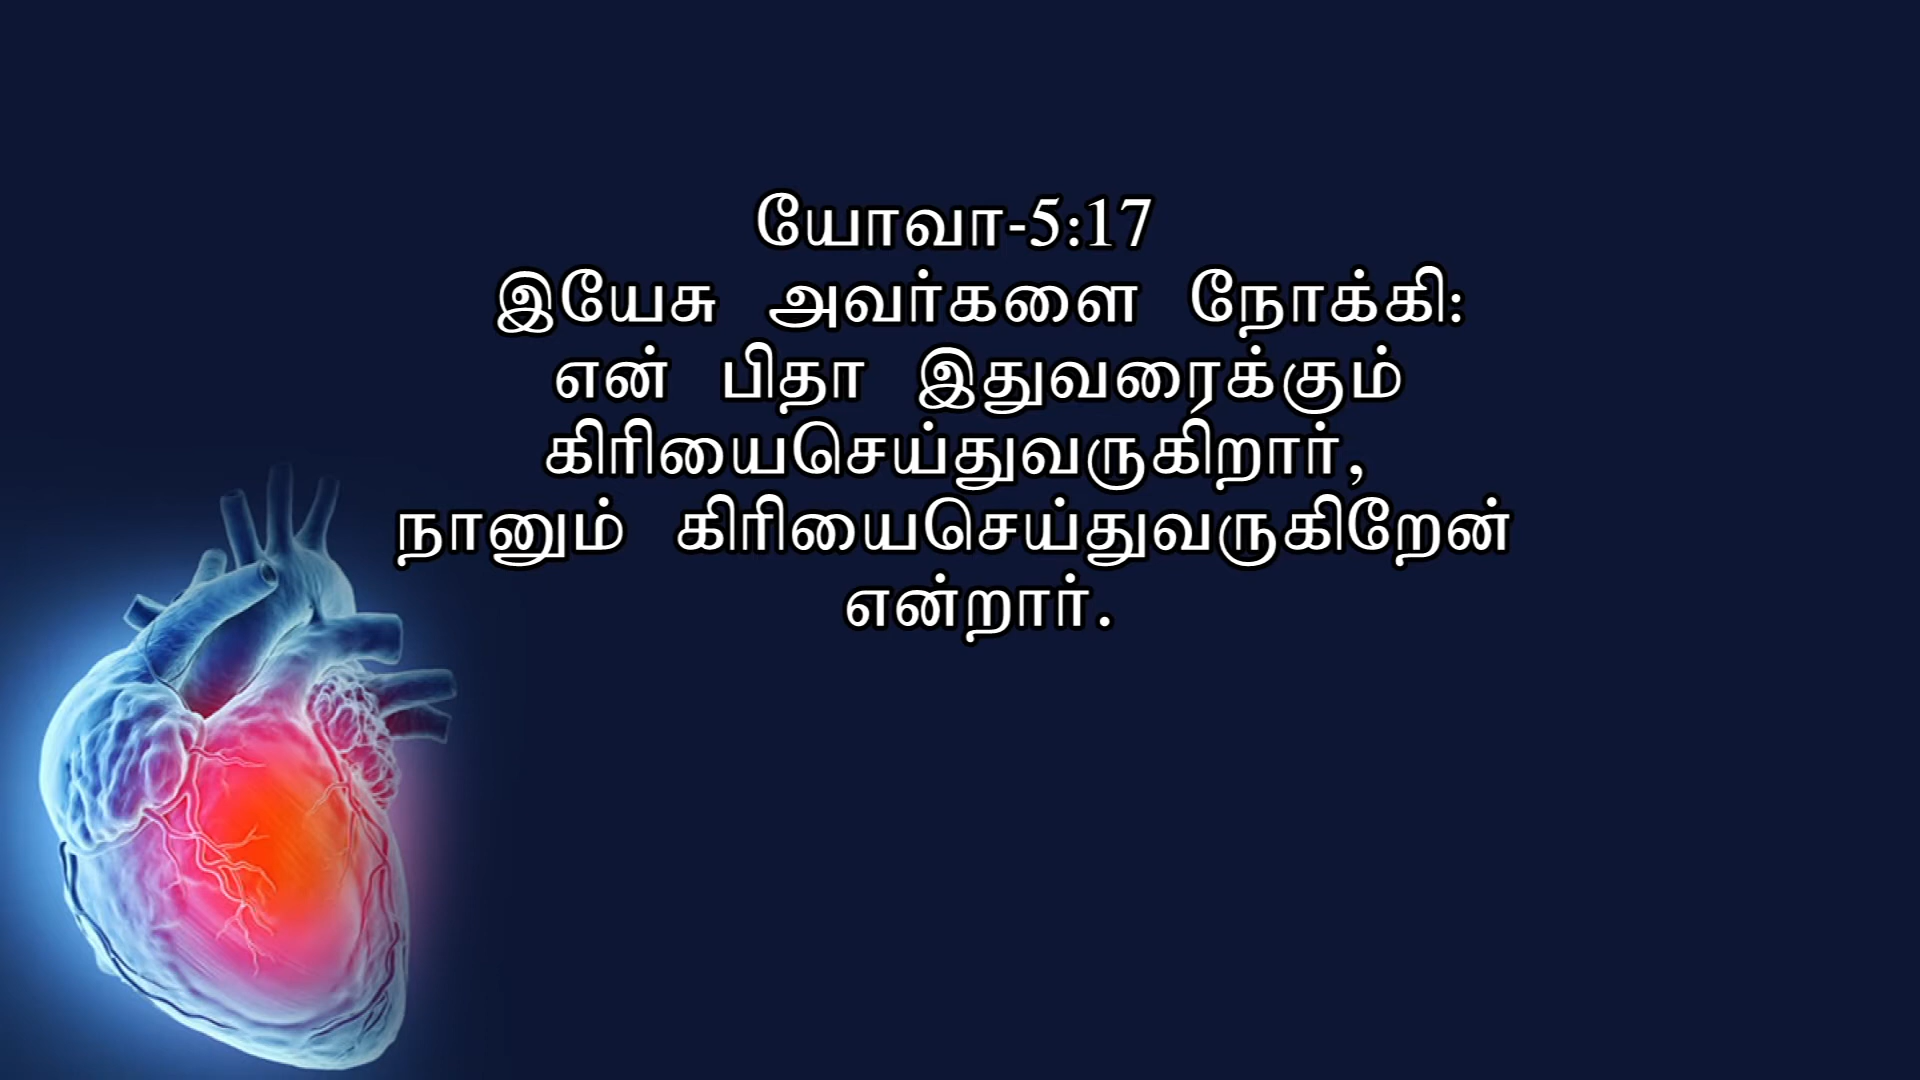 யோவா-5:17
இயேசு அவர்களை நோக்கி:
என் பிதா இதுவரைக்கும்
கிரியைசெய்துவருகிறார்,
நானும் கிரியைசெய்துவருகிறேன்
என்றார்.